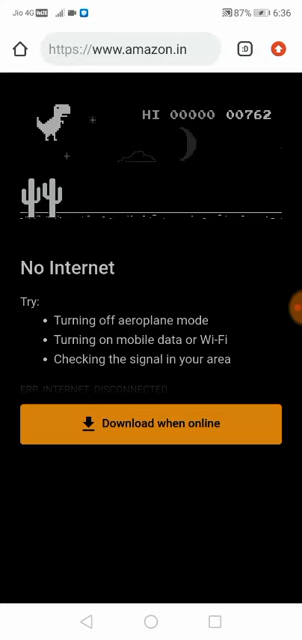 Jio 4G VoLTE 87% 6:36
https://www.amazon.in :D
HI 00000 00762
No Internet
Try:
• Turning off aeroplane mode
• Turning on mobile data or Wi-Fi
• Checking the signal in your area
ERR_INTERNET_DISCONNECTED
Download when online